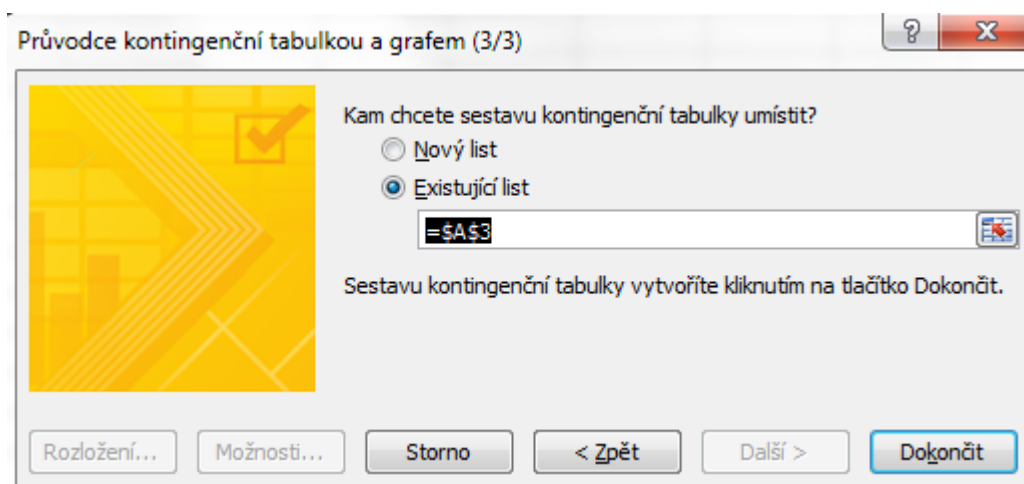 Průvodce kontingenční tabulkou a grafem (3/3)
Kam chcete sestavu kontingenční tabulky umístit?
Nový list
Existující list
=$A$3
Sestavu kontingenční tabulky vytvoříte kliknutím na tlačítko Dokončit.
Rozložení... Možnosti... Storno < Zpět Další > Dokončit